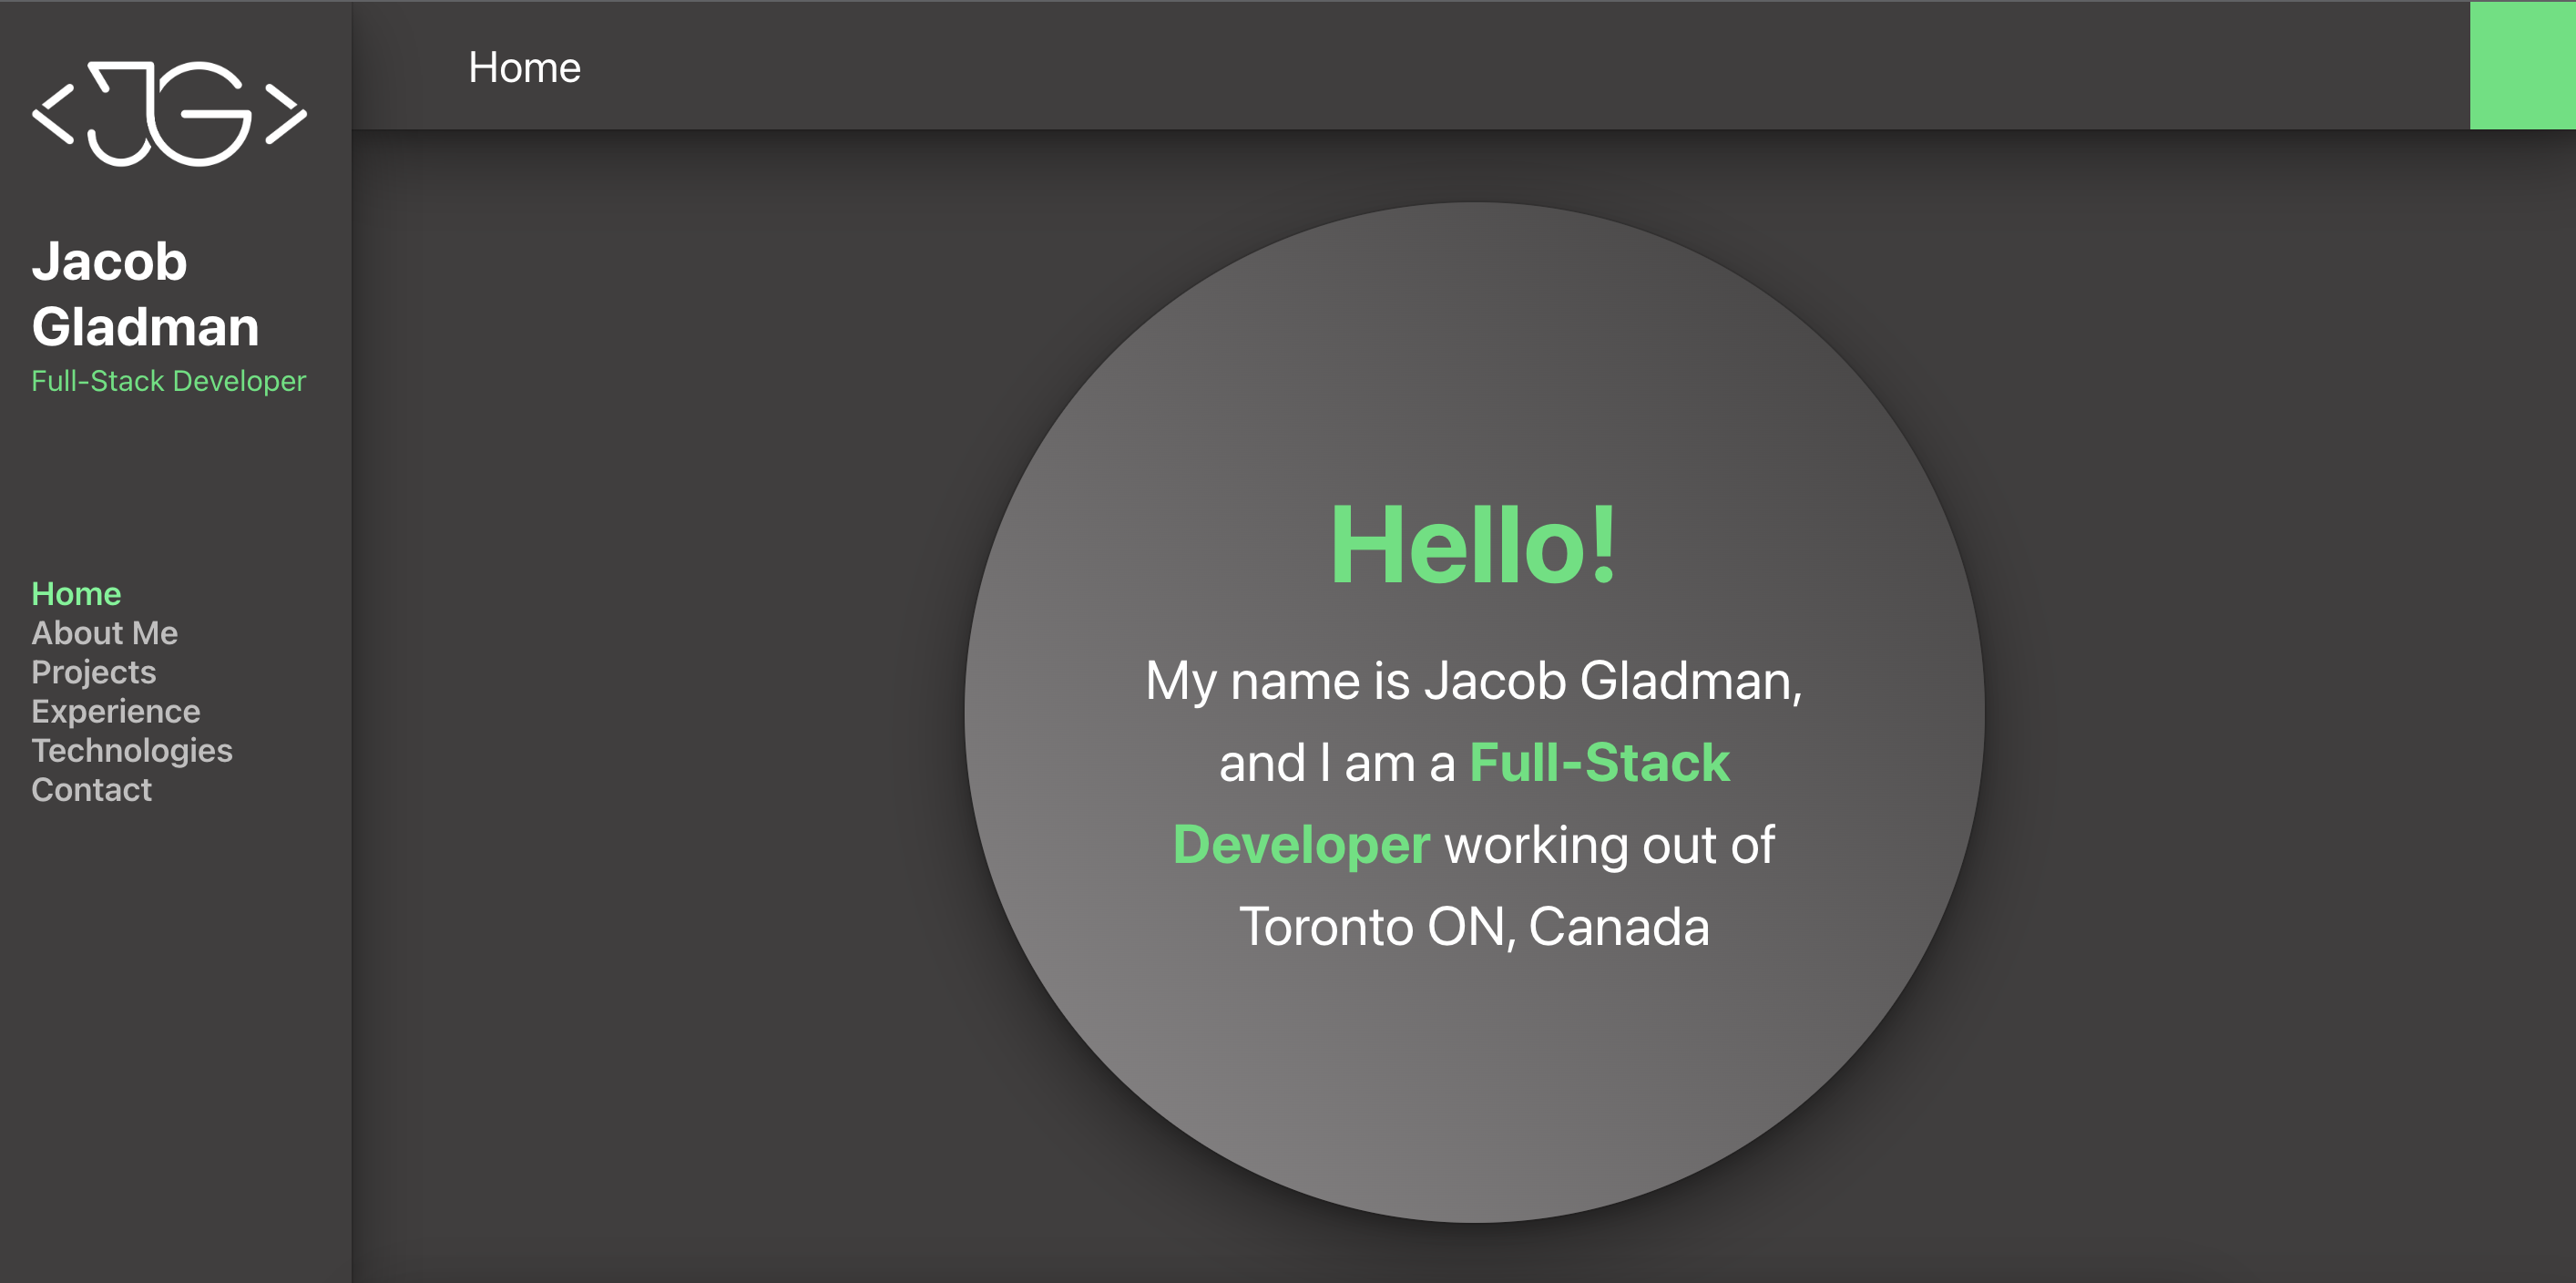 <JG>
Jacob
Gladman
Full-Stack Developer
Home
About Me
Projects
Experience
Technologies
Contact
Home
Hello!
My name is Jacob Gladman,
and I am a Full-Stack
Developer working out of
Toronto ON, Canada